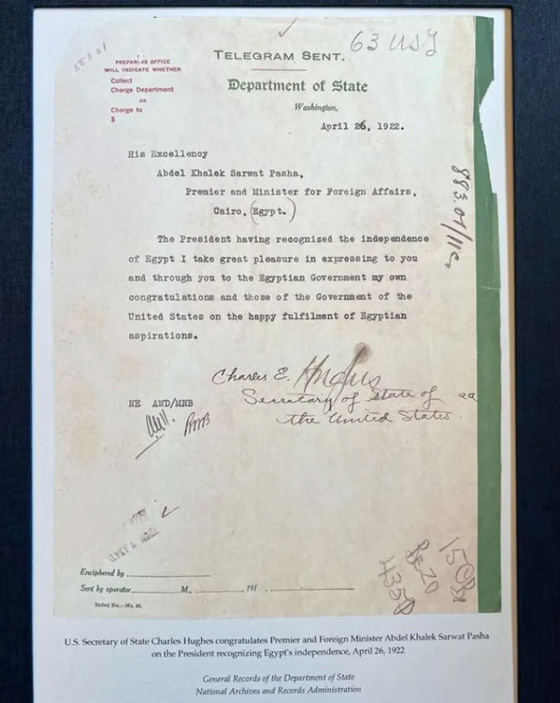 63 USG
TELEGRAM SENT.
PREPARING OFFICE
WILL INDICATE WHETHER
Collect
Charge Department
OR
Charge to
$
Department of State
Washington,
April 26, 1922.
His Excellency
Abdel Khalek Sarwat Pasha,
Premier and Minister for Foreign Affairs,
Cairo, (Egypt.)
883.01/11c
The President having recognized the independence
of Egypt I take great pleasure in expressing to you
and through you to the Egyptian Government my own
congratulations and those of the Government of the
United States on the happy fulfilment of Egyptian
aspirations.
Charles E. Hughes
Secretary of State of
the United States.
NE AWD/MNB
Enciphered by
Sent by operator M., 191 ,
Index Bu.—No. 50.
U.S. Secretary of State Charles Hughes congratulates Premier and Foreign Minister Abdel Khalek Sarwat Pasha
on the President recognizing Egypt's independence, April 26, 1922
General Records of the Department of State
National Archives and Records Administration